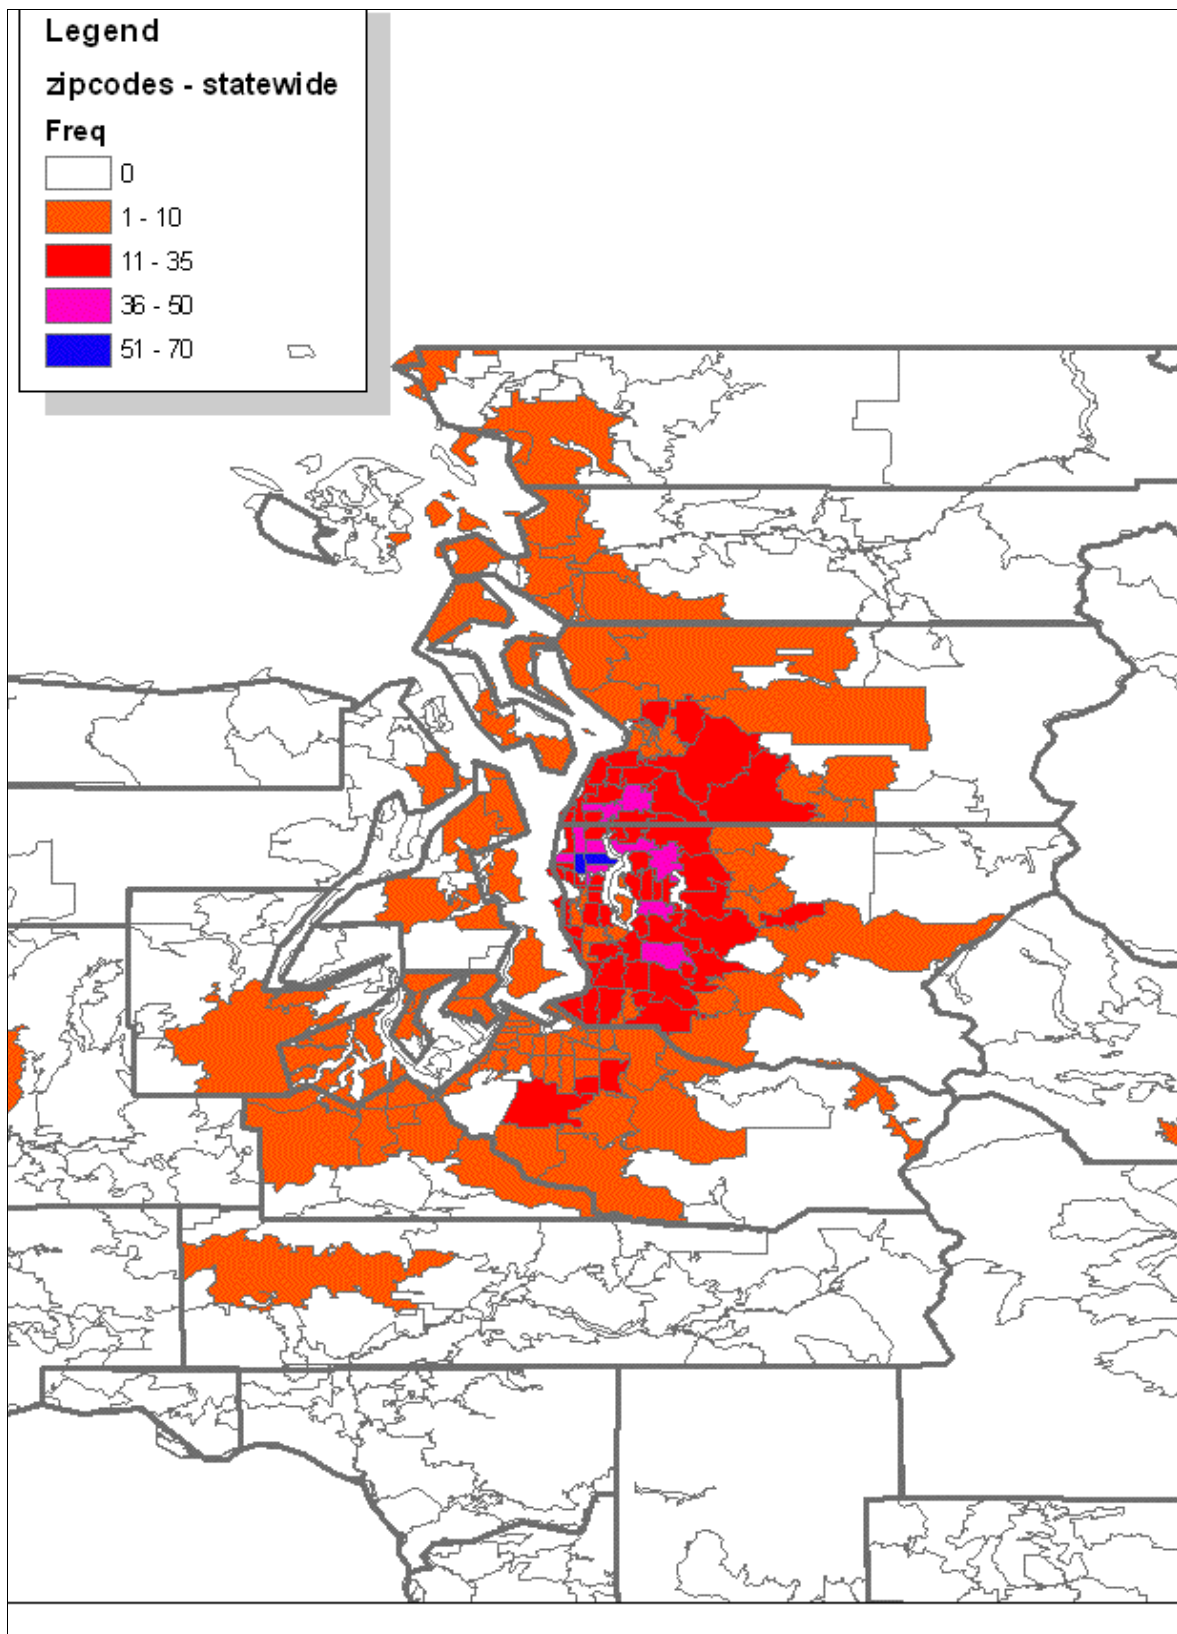 Legend
zipcodes - statewide
Freq
0
1 - 10
11 - 35
36 - 50
51 - 70